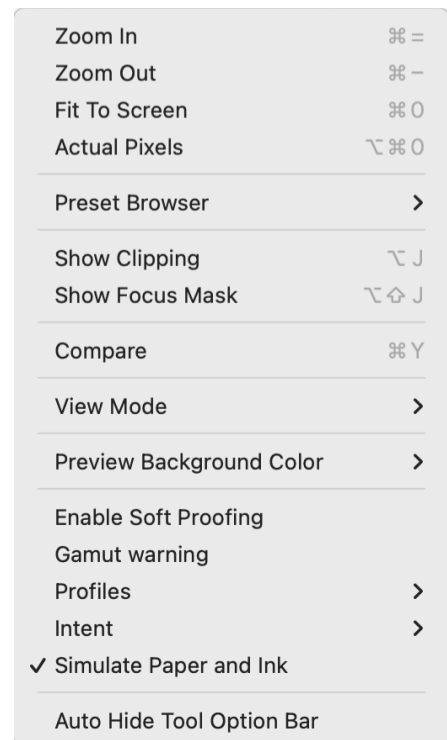 Zoom In ⌘ =
Zoom Out ⌘ −
Fit To Screen ⌘ 0
Actual Pixels ⌥ ⌘ 0
Preset Browser
Show Clipping ⌥ J
Show Focus Mask ⌥ ⇧ J
Compare ⌘ Y
View Mode
Preview Background Color
Enable Soft Proofing
Gamut warning
Profiles
Intent
✓ Simulate Paper and Ink
Auto Hide Tool Option Bar